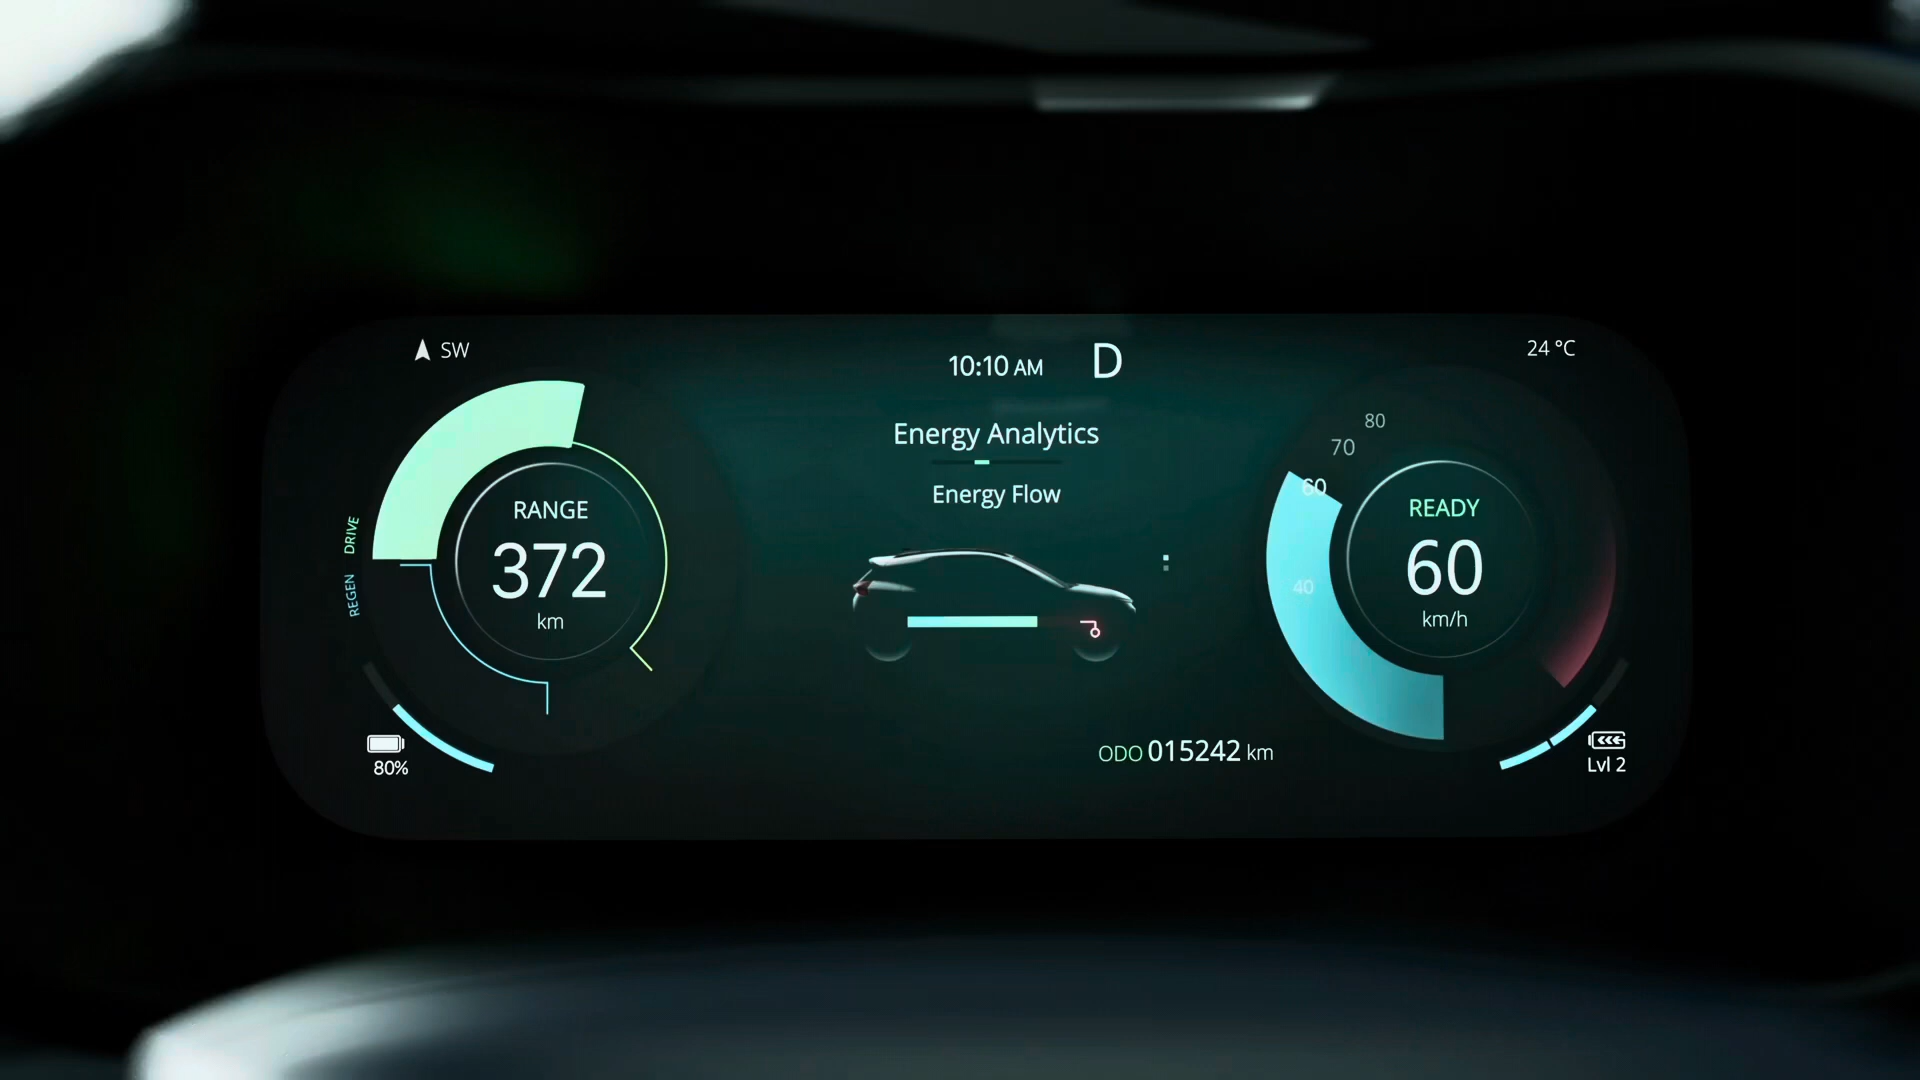 SW
10:10 AM
D
24 °C
Energy Analytics
Energy Flow
DRIVE
REGEN
RANGE
372
km
80
70
60
40
READY
60
km/h
80%
ODO 015242 km
Lvl 2